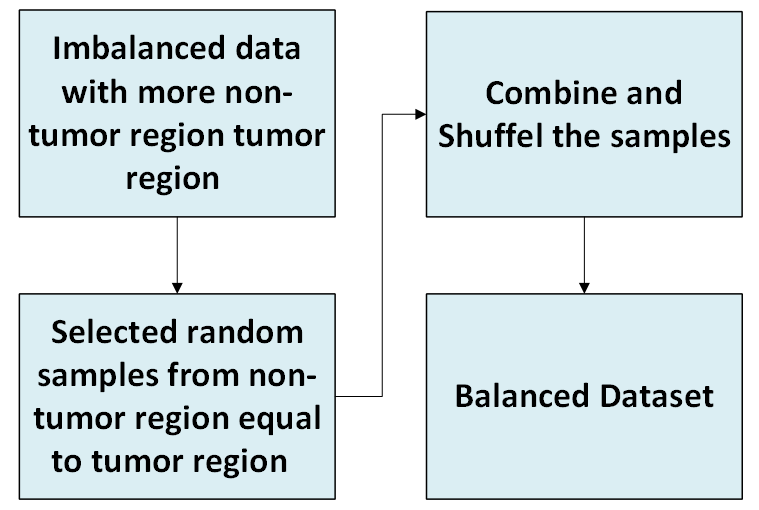 Imbalanced data
with more non-
tumor region tumor
region
Selected random
samples from non-
tumor region equal
to tumor region
Combine and
Shuffel the samples
Balanced Dataset